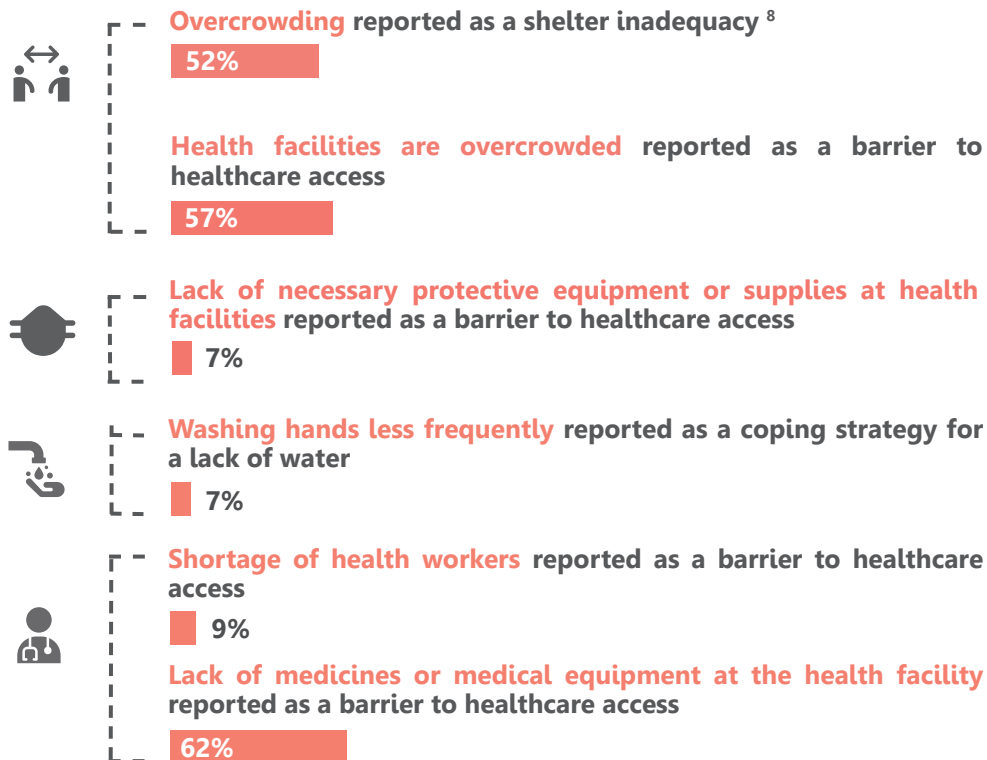 Overcrowding reported as a shelter inadequacy 8
52%
Health facilities are overcrowded reported as a barrier to
healthcare access
57%
Lack of necessary protective equipment or supplies at health
facilities reported as a barrier to healthcare access
7%
Washing hands less frequently reported as a coping strategy for
a lack of water
7%
Shortage of health workers reported as a barrier to healthcare
access
9%
Lack of medicines or medical equipment at the health facility
reported as a barrier to healthcare access
62%